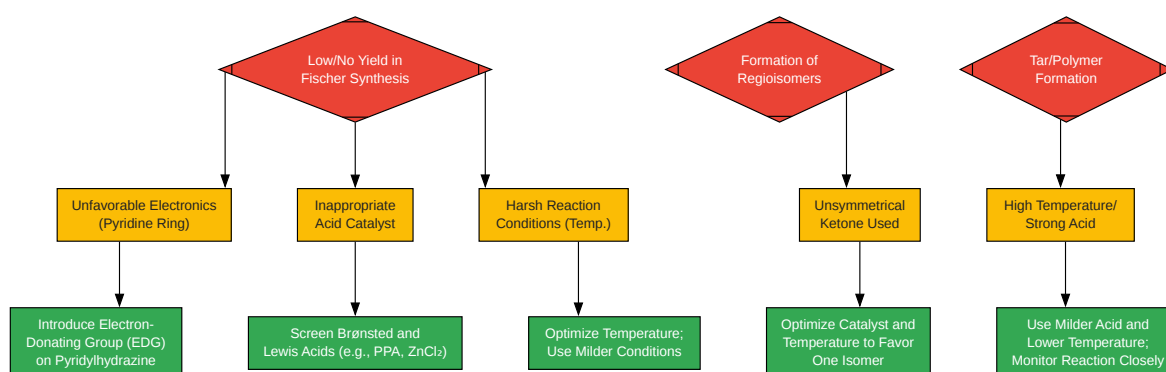 Low/No Yield in
Fischer Synthesis
Formation of
Regioisomers
Tar/Polymer
Formation
Unfavorable Electronics
(Pyridine Ring)
Inappropriate
Acid Catalyst
Harsh Reaction
Conditions (Temp.)
Unsymmetrical
Ketone Used
High Temperature/
Strong Acid
Introduce Electron-
Donating Group (EDG)
on Pyridylhydrazine
Screen Brønsted and
Lewis Acids (e.g., PPA, ZnCl₂)
Optimize Temperature;
Use Milder Conditions
Optimize Catalyst and
Temperature to Favor
One Isomer
Use Milder Acid and
Lower Temperature;
Monitor Reaction Closely